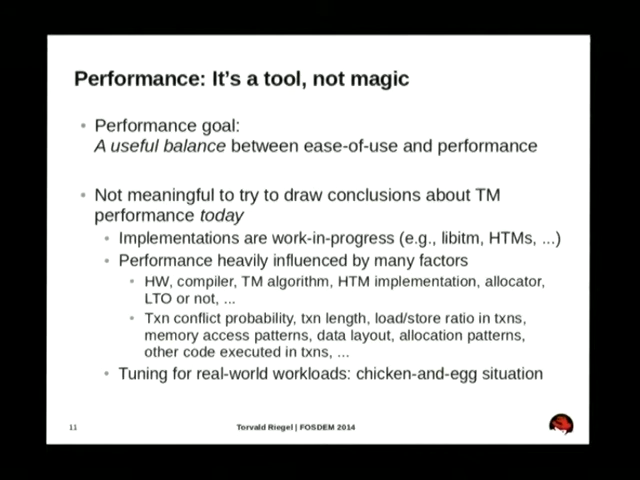 Performance: It's a tool, not magic
• Performance goal:
A useful balance between ease-of-use and performance
• Not meaningful to try to draw conclusions about TM
performance today
• Implementations are work-in-progress (e.g., libitm, HTMs, ...)
• Performance heavily influenced by many factors
• HW, compiler, TM algorithm, HTM implementation, allocator,
LTO or not, ...
• Txn conflict probability, txn length, load/store ratio in txns,
memory access patterns, data layout, allocation patterns,
other code executed in txns, ...
• Tuning for real-world workloads: chicken-and-egg situation
11
Torvald Riegel | FOSDEM 2014